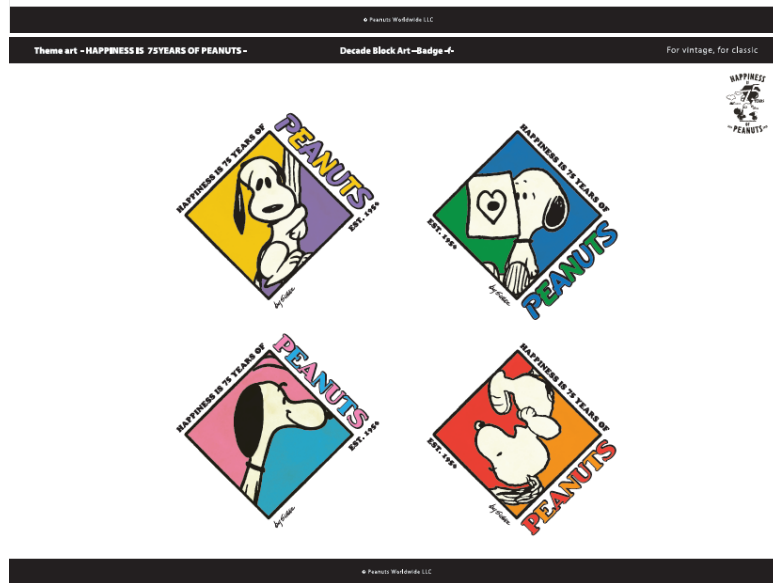 © Peanuts Worldwide LLC
Theme art - HAPPINESS IS 75YEARS OF PEANUTS - Decade Block Art -Badge -/- For vintage, for classic
HAPPINESS
IS
75
YEARS
OF
PEANUTS
HAPPINESS IS 75 YEARS OF
PEANUTS
EST. 1950
HAPPINESS IS 75 YEARS OF
PEANUTS
EST. 1950
HAPPINESS IS 75 YEARS OF
PEANUTS
EST. 1950
HAPPINESS IS 75 YEARS OF
PEANUTS
EST. 1950
© Peanuts Worldwide LLC